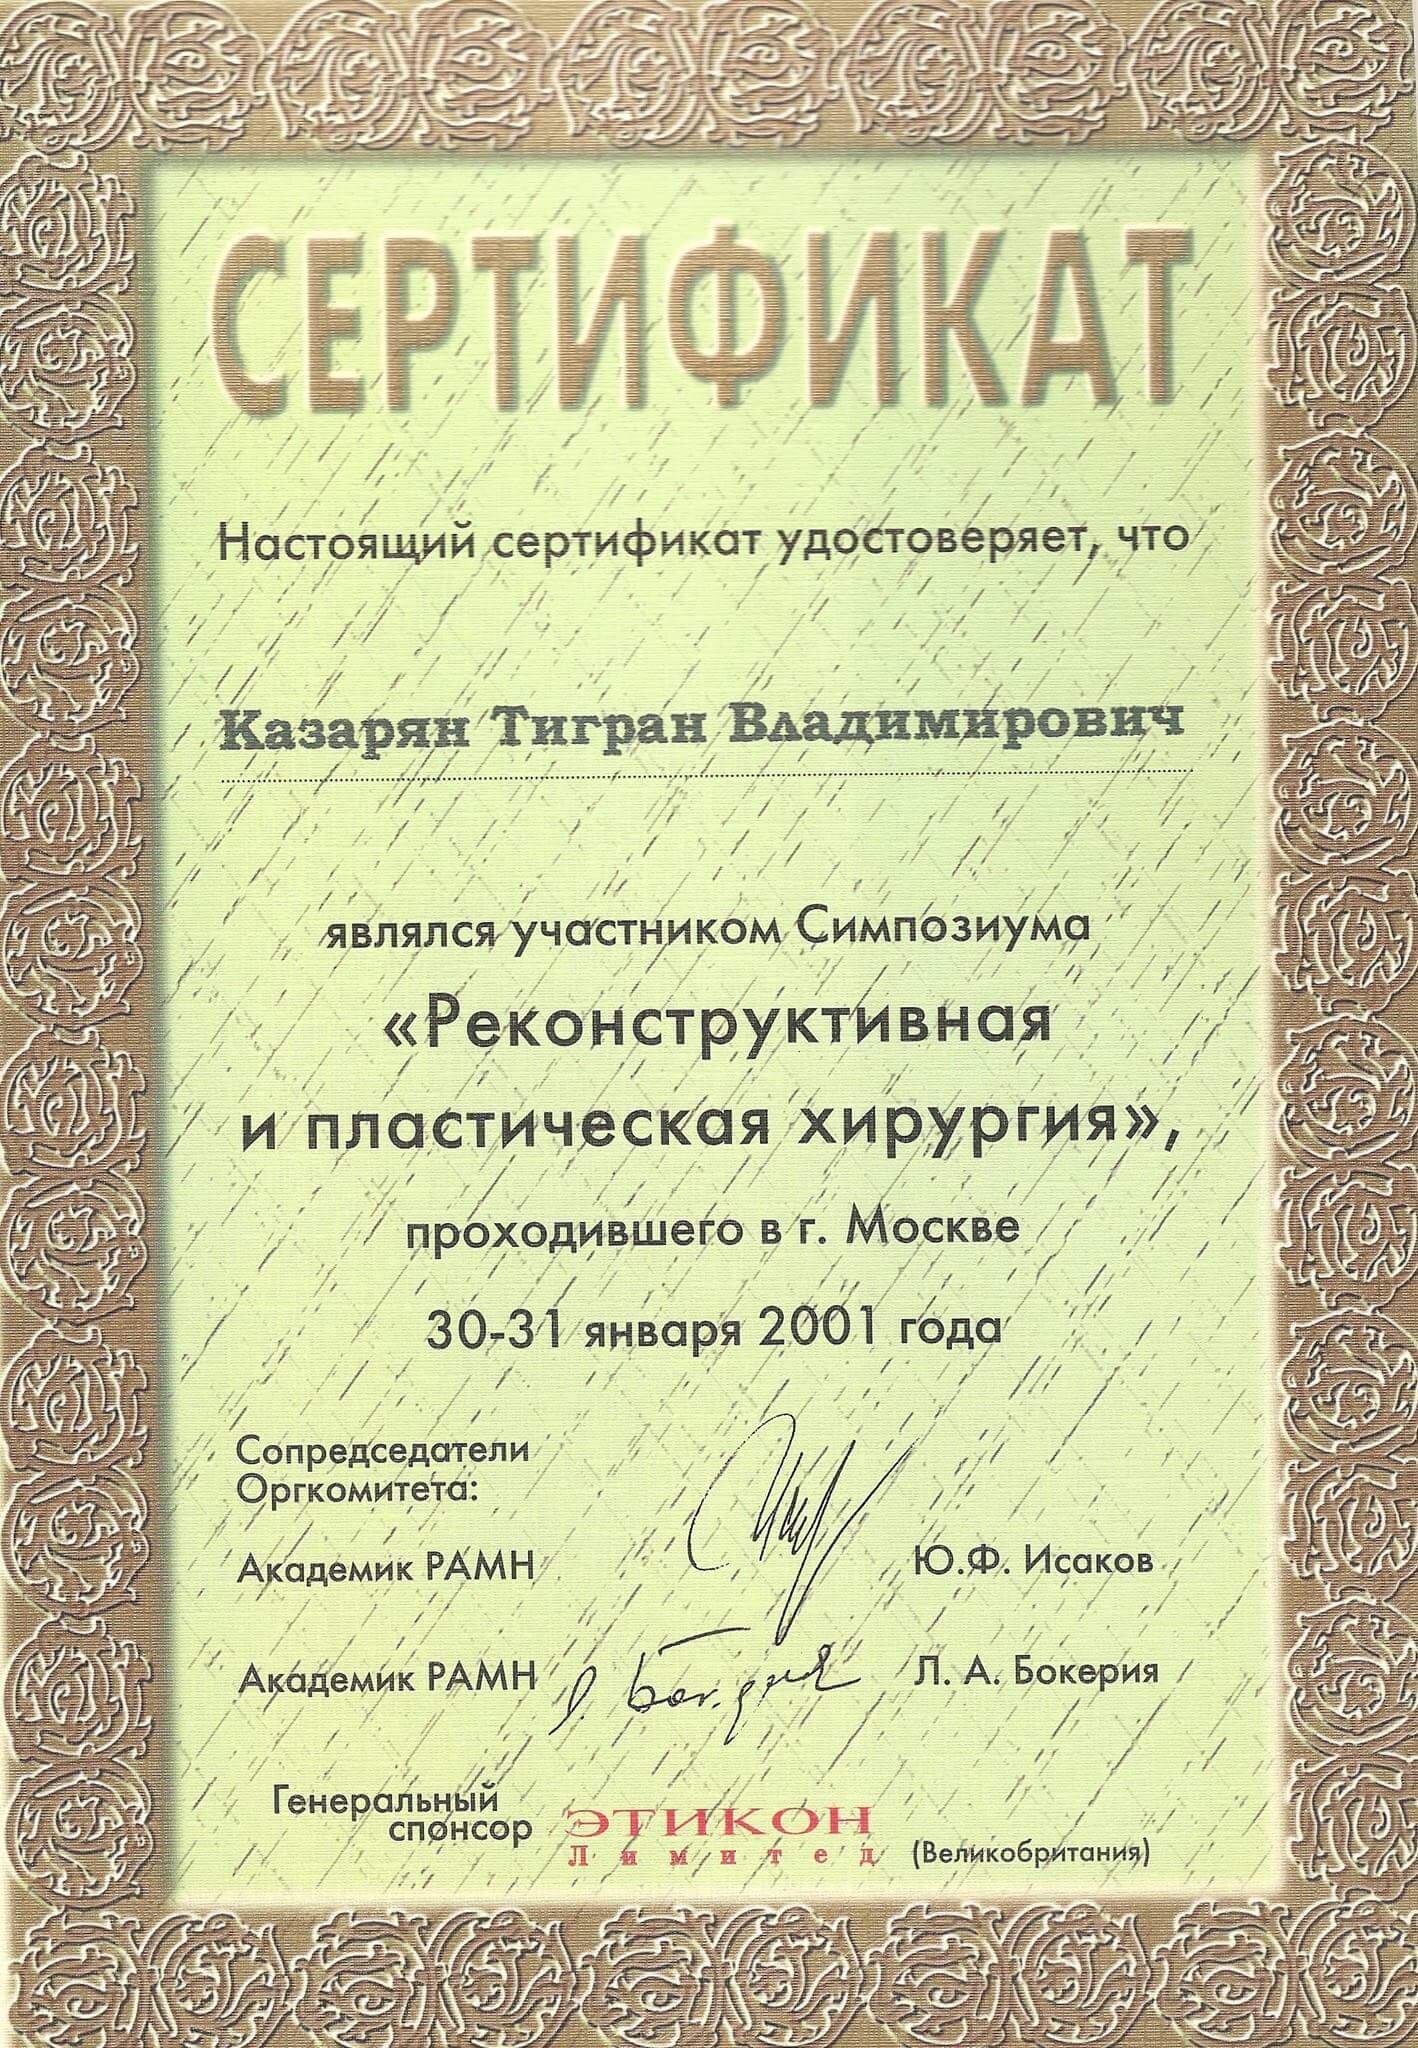 СЕРТИФИКАТ
Настоящий сертификат удостоверяет, что
Казарян Тигран Владимирович
являлся участником Симпозиума
«Реконструктивная
и пластическая хирургия»,
проходившего в г. Москве
30-31 января 2001 года
Сопредседатели
Оргкомитета:
Академик РАМН Ю.Ф. Исаков
Академик РАМН Л. А. Бокерия
Генеральный
спонсор
ЭТИКОН
Лимитед (Великобритания)